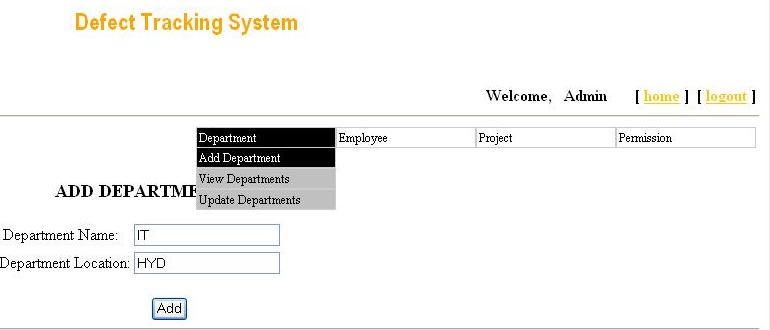 Defect Tracking System
Welcome, Admin [ home ] [ logout ]
Department Employee Project Permission
Add Department
View Departments
ADD DEPARTME
Update Departments
Department Name: IT
Department Location: HYD
Add